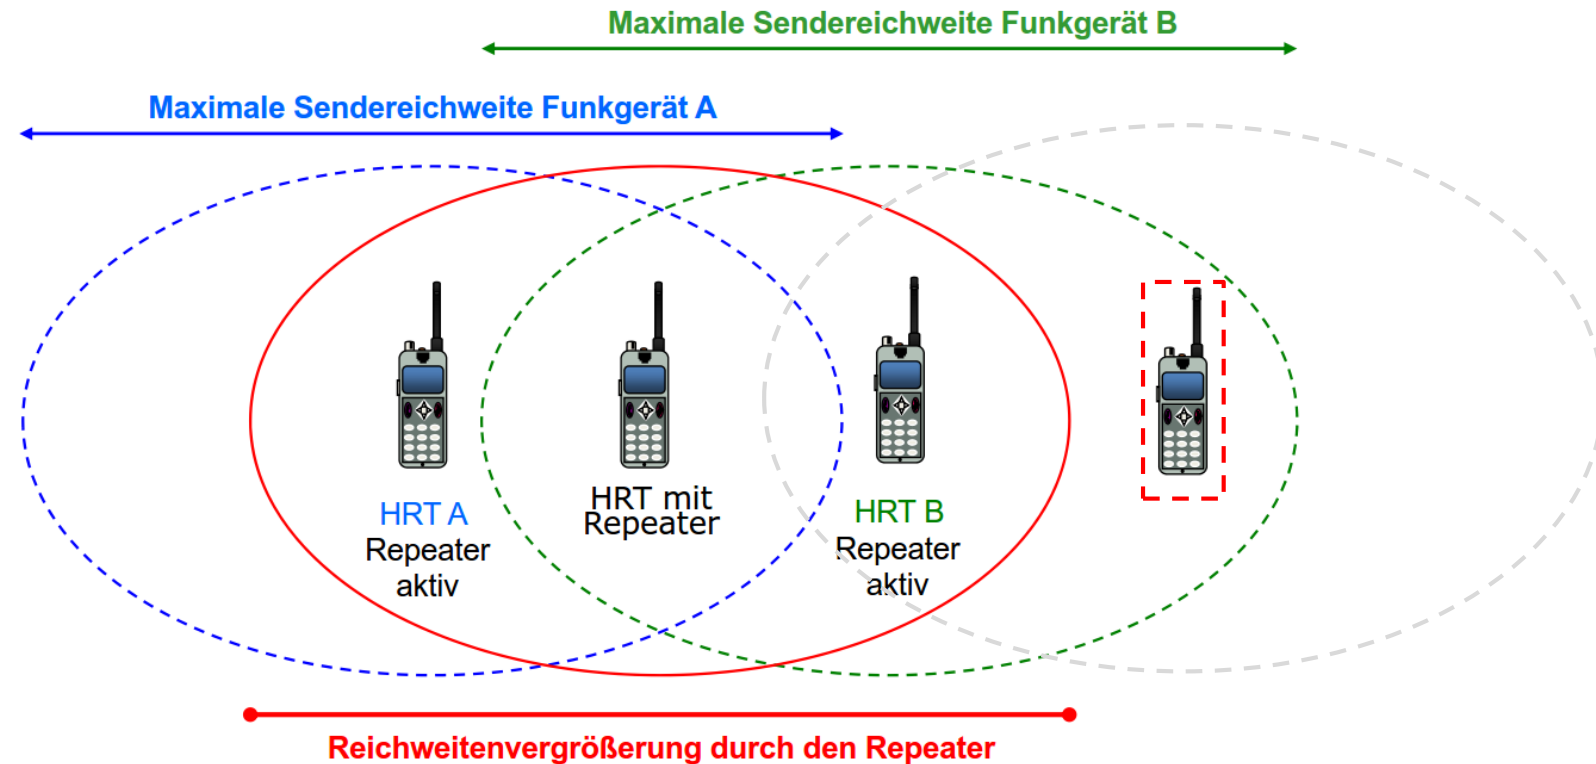 Maximale Sendereichweite Funkgerät B
Maximale Sendereichweite Funkgerät A
HRT A
Repeater
aktiv
HRT mit
Repeater
HRT B
Repeater
aktiv
Reichweitenvergrößerung durch den Repeater